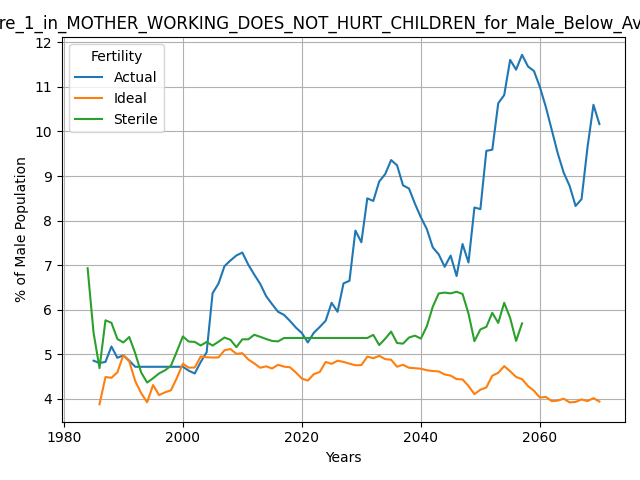 re_1_in_MOTHER_WORKING_DOES_NOT_HURT_CHILDREN_for_Male_Below_Av
12
11
10
9
8
7
6
5
4
% of Male Population
Fertility
Actual
Ideal
Sterile
1980 2000 2020 2040 2060
Years